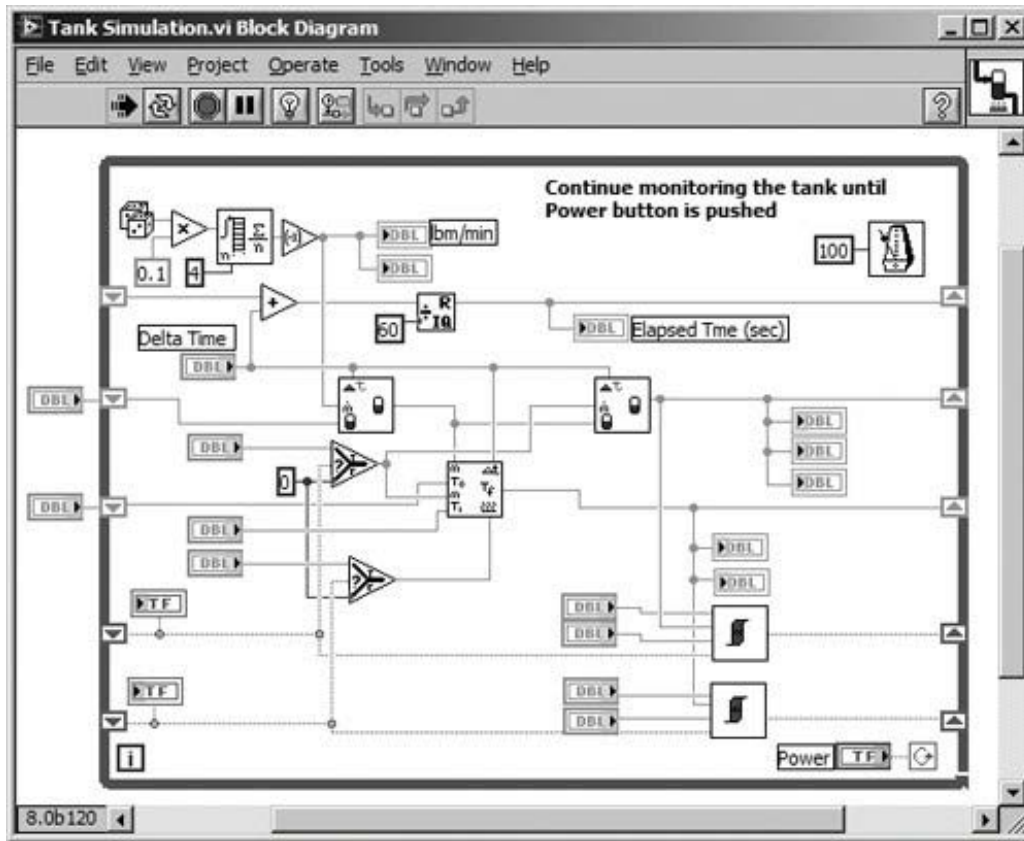 Tank Simulation.vi Block Diagram
File Edit View Project Operate Tools Window Help
Continue monitoring the tank until
Power button is pushed
DBL lbm/min
DBL
0.1
4
100
60
DBL Elapsed Tme (sec)
Delta Time
DBL
DBL
DBL
DBL
DBL
DBL
0
DBL
DBL
DBL
DBL
DBL
DBL
TF
DBL
DBL
TF
DBL
DBL
i
Power TF
8.0b120